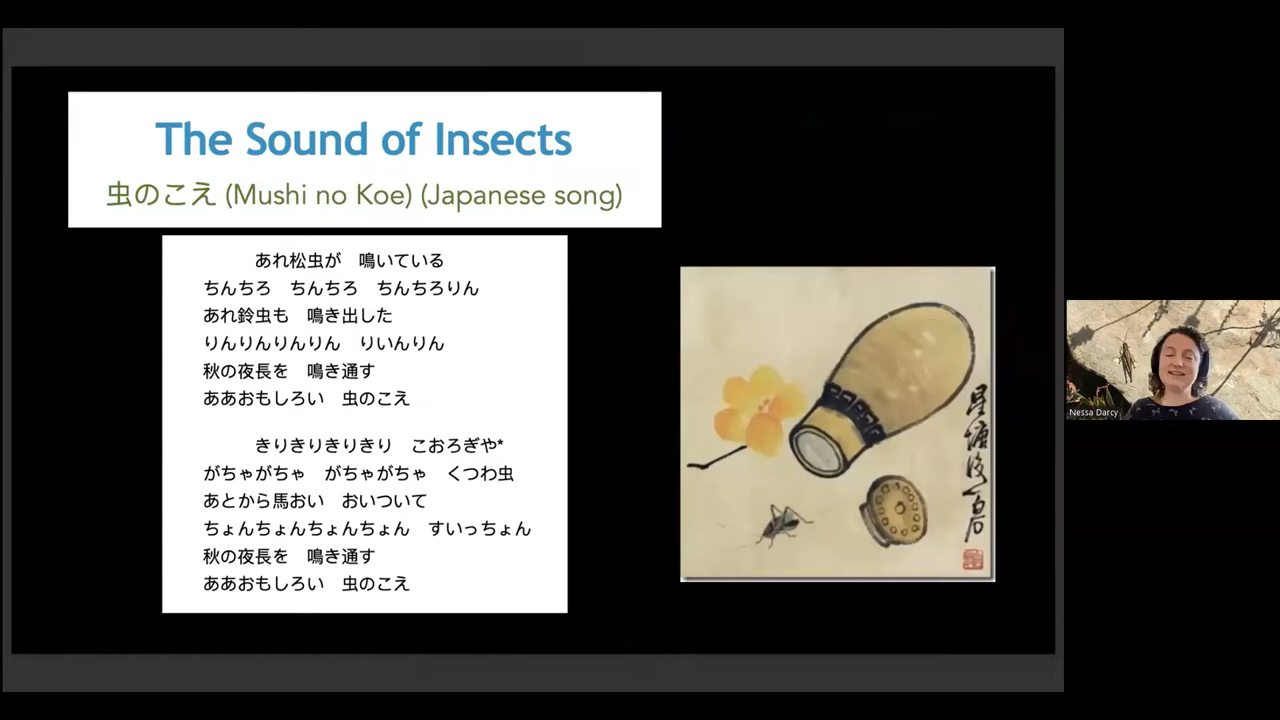 The Sound of Insects
虫のこえ (Mushi no Koe) (Japanese song)
あれ松虫が　鳴いている
ちんちろ　ちんちろ　ちんちろりん
あれ鈴虫も　鳴き出した
りんりんりんりん　りいんりん
秋の夜長を　鳴き通す
ああおもしろい　虫のこえ
きりきりきりきり　こおろぎや*
がちゃがちゃ　がちゃがちゃ　くつわ虫
あとから馬おい　おいついて
ちょんちょんちょんちょん　すいっちょん
秋の夜長を　鳴き通す
ああおもしろい　虫のこえ
Nessa Darcy